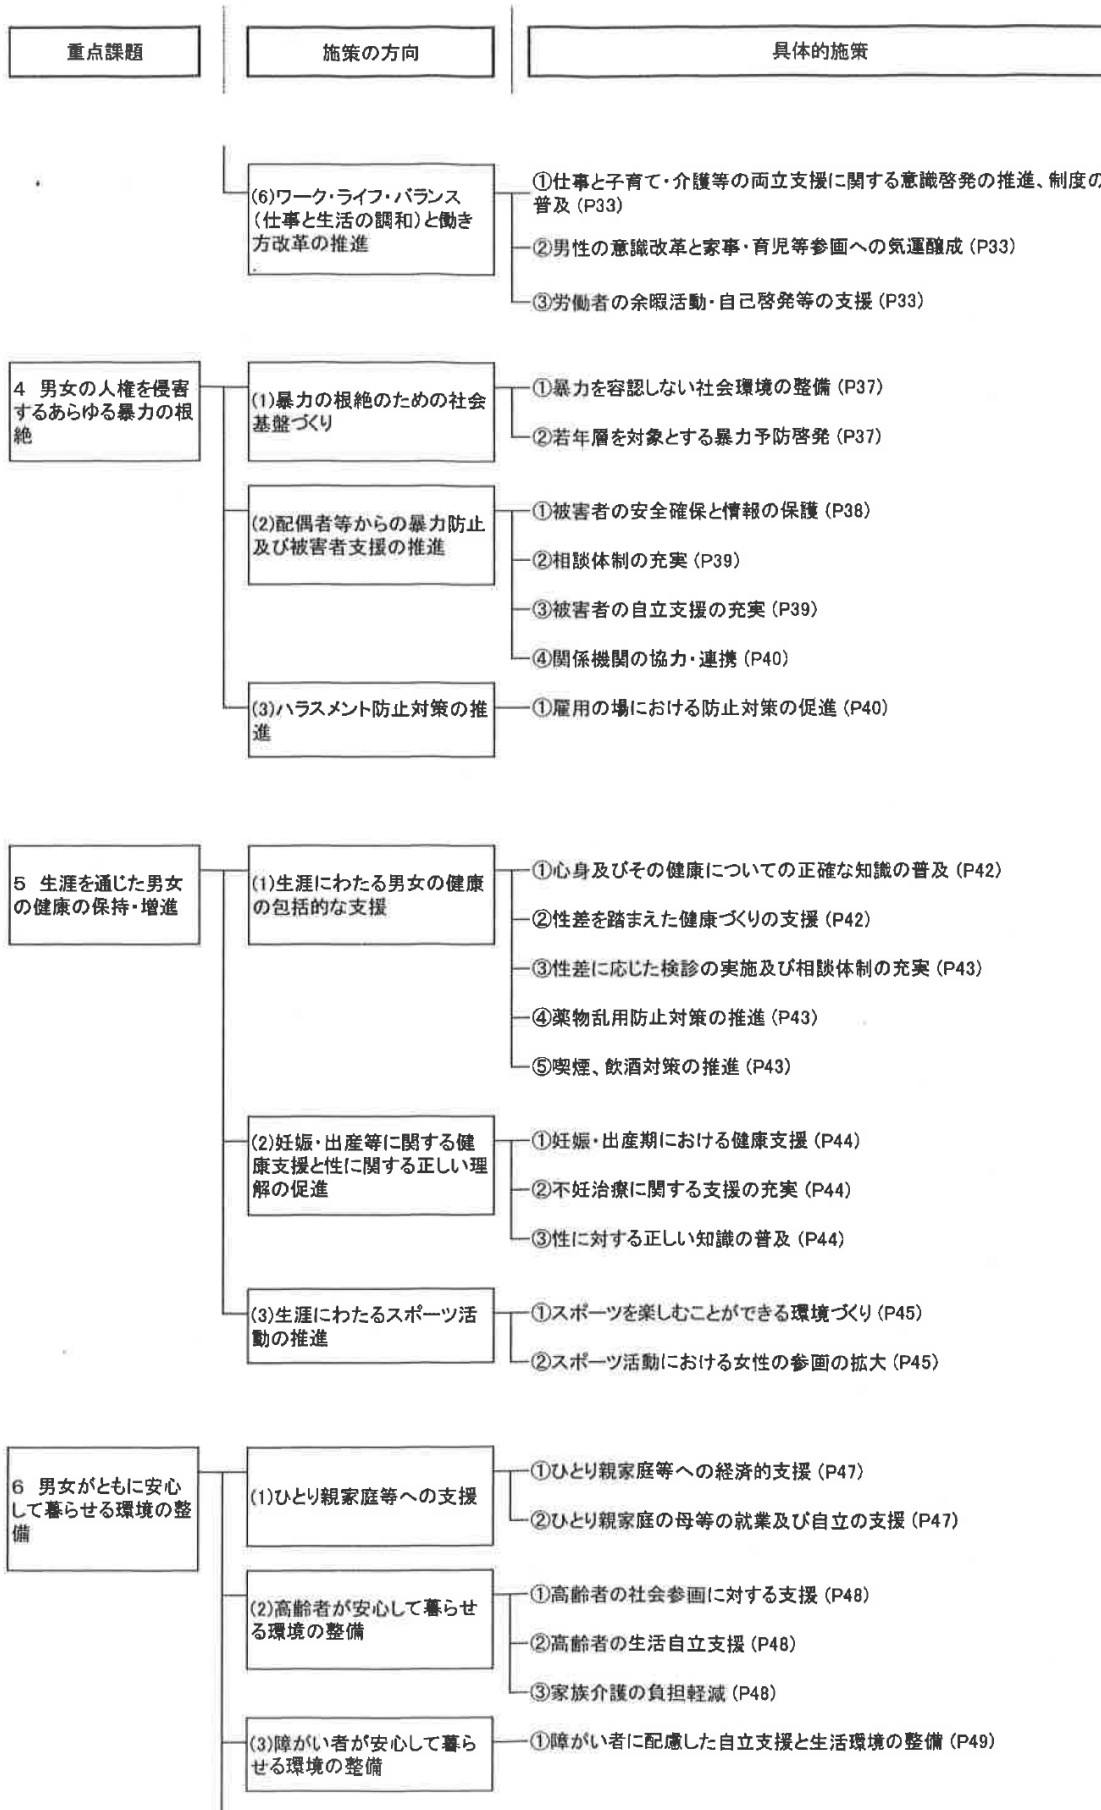 重点課題
施策の方向
具体的施策
(6)ワーク・ライフ・バランス
(仕事と生活の調和)と働き
方改革の推進
①仕事と子育て・介護等の両立支援に関する意識啓発の推進、制度の
普及(P33)
②男性の意識改革と家事・育児等参画への気運醸成(P33)
③労働者の余暇活動・自己啓発等の支援(P33)
4 男女の人権を侵害
するあらゆる暴力の根
絶
(1)暴力の根絶のための社会
基盤づくり
①暴力を容認しない社会環境の整備(P37)
②若年層を対象とする暴力予防啓発(P37)
(2)配偶者等からの暴力防止
及び被害者支援の推進
①被害者の安全確保と情報の保護(P38)
②相談体制の充実(P39)
③被害者の自立支援の充実(P39)
④関係機関の協力・連携(P40)
(3)ハラスメント防止対策の推
進
①雇用の場における防止対策の促進(P40)
5 生涯を通じた男女
の健康の保持・増進
(1)生涯にわたる男女の健康
の包括的な支援
①心身及びその健康についての正確な知識の普及(P42)
②性差を踏まえた健康づくりの支援(P42)
③性差に応じた検診の実施及び相談体制の充実(P43)
④薬物乱用防止対策の推進(P43)
⑤喫煙、飲酒対策の推進(P43)
(2)妊娠・出産等に関する健
康支援と性に関する正しい理
解の促進
①妊娠・出産期における健康支援(P44)
②不妊治療に関する支援の充実(P44)
③性に対する正しい知識の普及(P44)
(3)生涯にわたるスポーツ活
動の推進
①スポーツを楽しむことができる環境づくり(P45)
②スポーツ活動における女性の参画の拡大(P45)
6 男女がともに安心
して暮らせる環境の整
備
(1)ひとり親家庭等への支援
①ひとり親家庭等への経済的支援(P47)
②ひとり親家庭の母等の就業及び自立の支援(P47)
(2)高齢者が安心して暮らせ
る環境の整備
①高齢者の社会参画に対する支援(P48)
②高齢者の生活自立支援(P48)
③家族介護の負担軽減(P48)
(3)障がい者が安心して暮ら
せる環境の整備
①障がい者に配慮した自立支援と生活環境の整備(P49)